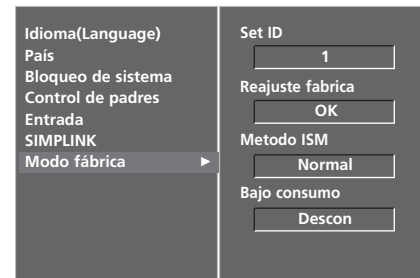 Idioma(Language)
País
Bloqueo de sistema
Control de padres
Entrada
SIMPLINK
Modo fábrica ►
Set ID
1
Reajuste fabrica
OK
Metodo ISM
Normal
Bajo consumo
Descon